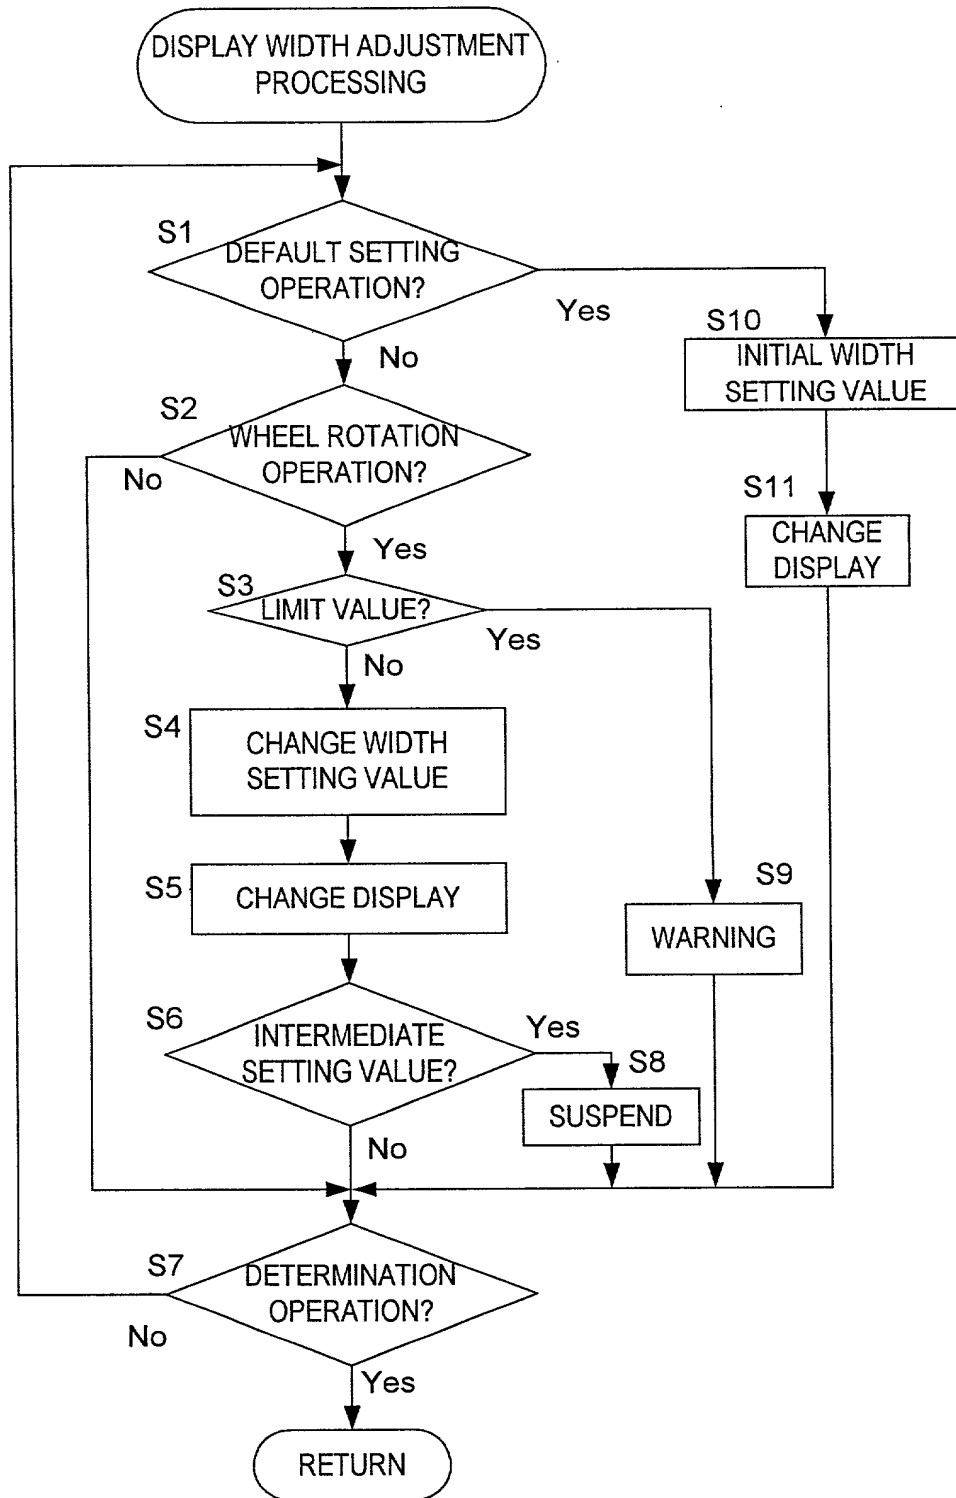 DISPLAY WIDTH ADJUSTMENT
PROCESSING
S1
DEFAULT SETTING
OPERATION?
Yes
No
S10
INITIAL WIDTH
SETTING VALUE
S2
WHEEL ROTATION
OPERATION?
No
Yes
S11
CHANGE
DISPLAY
S3
LIMIT VALUE?
Yes
No
S4
CHANGE WIDTH
SETTING VALUE
S5
CHANGE DISPLAY
S9
WARNING
S6
INTERMEDIATE
SETTING VALUE?
Yes
S8
SUSPEND
No
S7
DETERMINATION
OPERATION?
No
Yes
RETURN